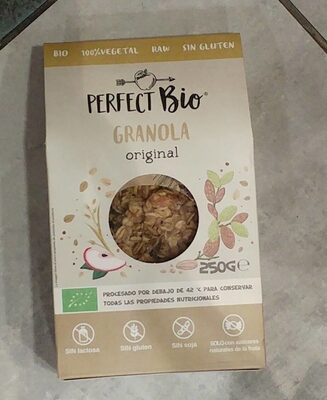 BIO 100%VEGETAL RAW SIN GLUTEN
PERFECT Bio®
GRANOLA
original
250G e
PROCESADO POR DEBAJO DE 42 ºC PARA CONSERVAR
TODAS LAS PROPIEDADES NUTRICIONALES
SIN lactosa
SIN gluten
SIN soja
SOLO con azúcares
naturales de la fruta